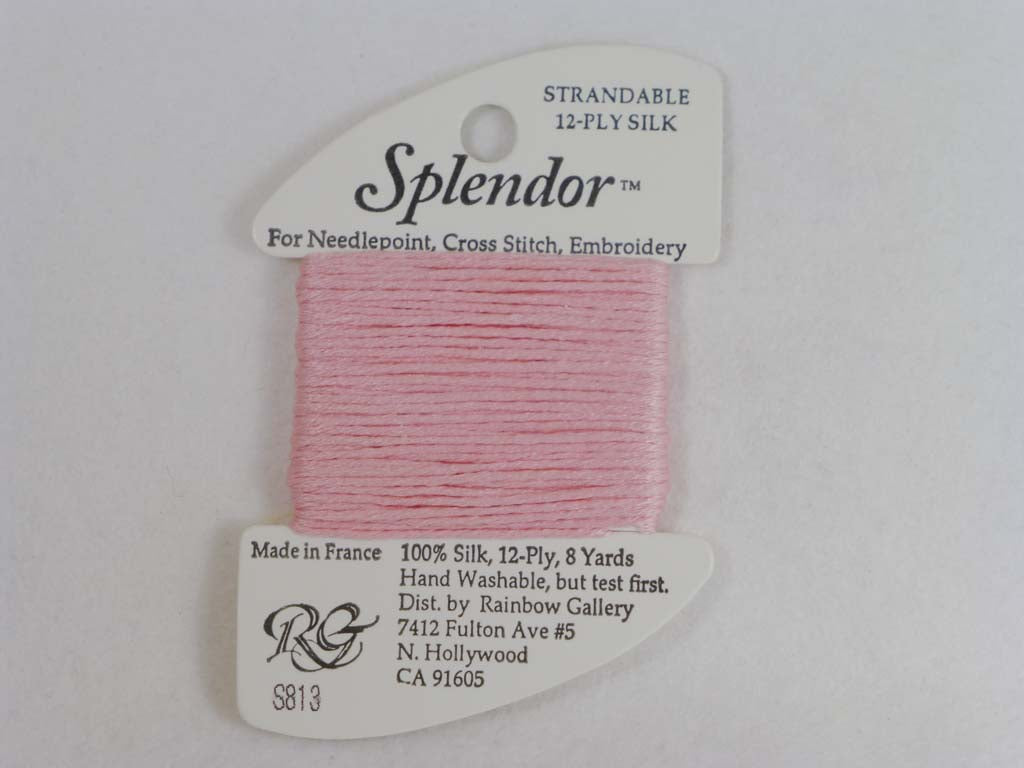 STRANDABLE
12-PLY SILK
Splendor™
For Needlepoint, Cross Stitch, Embroidery
Made in France
RG
S813
100% Silk, 12-Ply, 8 Yards
Hand Washable, but test first.
Dist. by Rainbow Gallery
7412 Fulton Ave #5
N. Hollywood
CA 91605